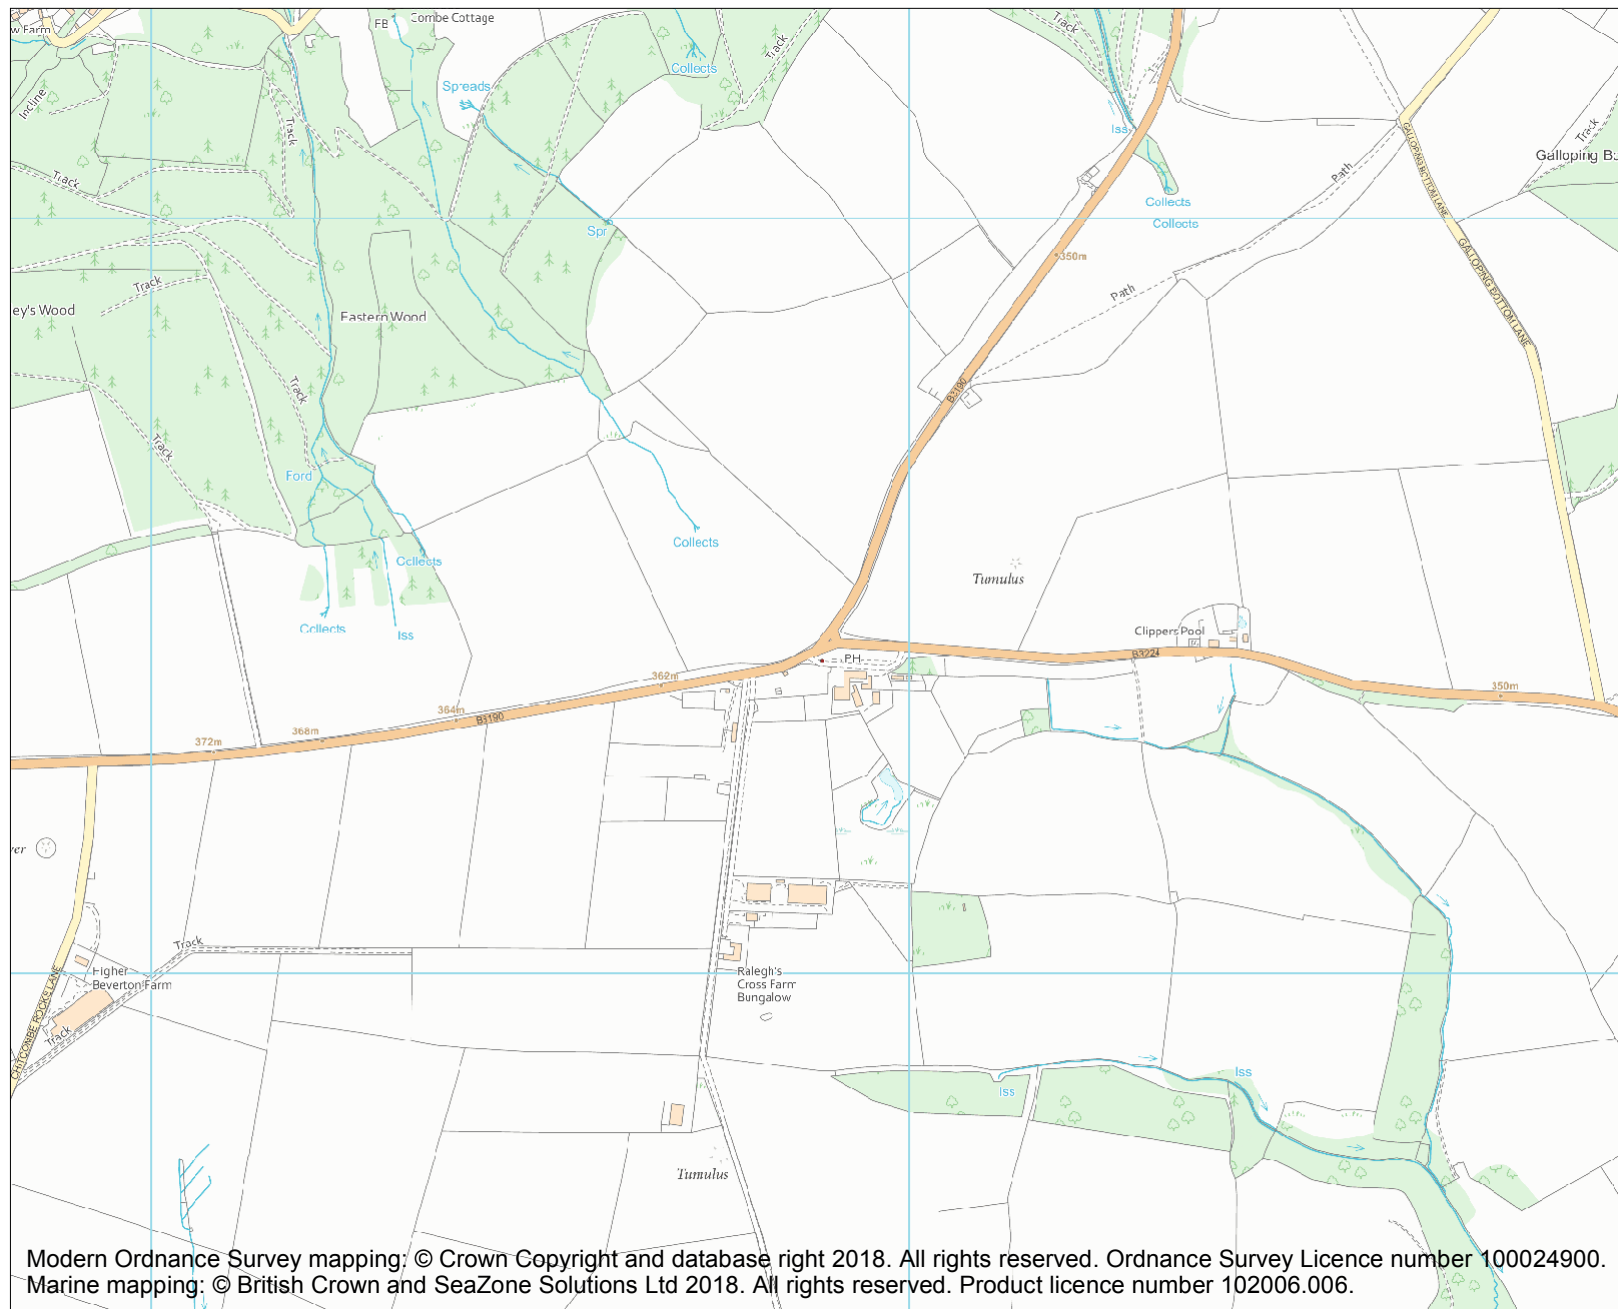 w Farm
FB
Combe Cottage
Track
Track
Collects
Spreads
Incline
Track
Iss
Track
Galloping B
GALLOPING BOTTOM LANE
Path
Track
Collects
Collects
Spr
GALLOPING BOTTOM LANE
350m
Track
Path
ey's Wood
Eastern Wood
Track
B3190
Track
Ford
Collects
Collects
Tumulus
Collects
Iss
Clippers Pool
B3224
PH
362m
350m
364m
B3190
368m
372m
ver
Track
Higher
Beverton Farm
Ralegh's
Cross Farm
Bungalow
CHITCOMBE ROCKS LANE
Track
Iss
Iss
Tumulus
Modern Ordnance Survey mapping: © Crown Copyright and database right 2018. All rights reserved. Ordnance Survey Licence number 100024900.
Marine mapping: © British Crown and SeaZone Solutions Ltd 2018. All rights reserved. Product licence number 102006.006.